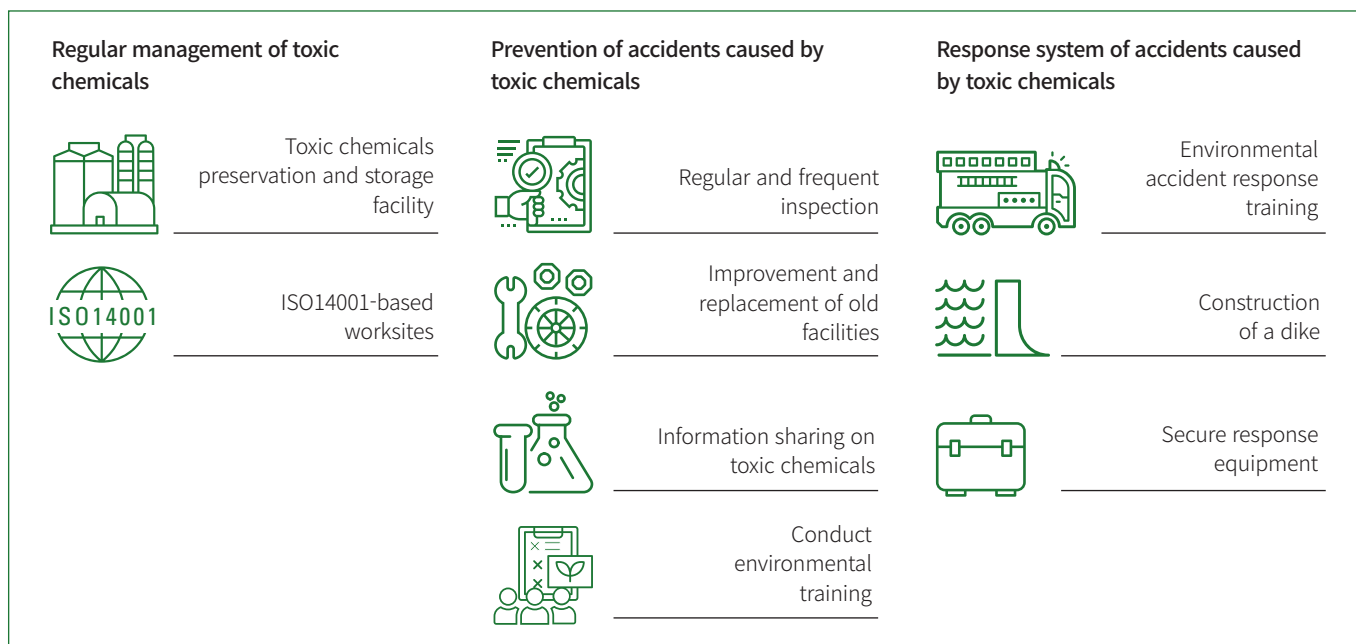 Regular management of toxic
chemicals
Toxic chemicals
preservation and storage
facility
ISO14001
ISO14001-based
worksites
Prevention of accidents caused by
toxic chemicals
Regular and frequent
inspection
Improvement and
replacement of old
facilities
Information sharing on
toxic chemicals
Conduct
environmental
training
Response system of accidents caused
by toxic chemicals
Environmental
accident response
training
Construction
of a dike
Secure response
equipment